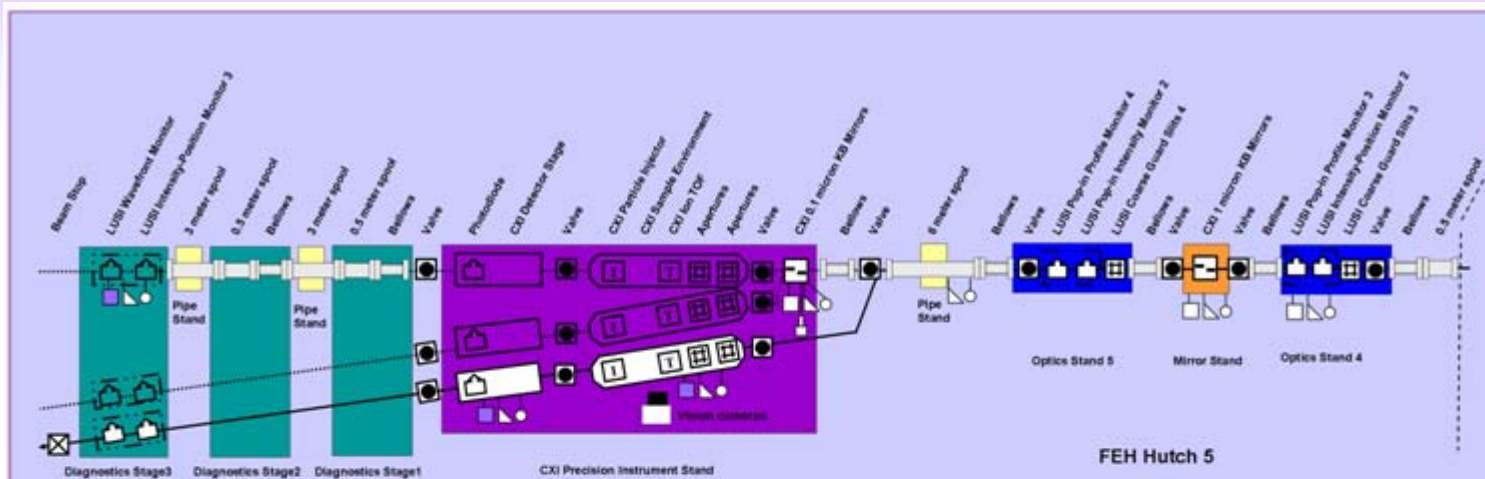 Beam Stop
LUSI Wavefront Monitor
LUSI Intensity-Position Monitor 3
3 meter spool
0.5 meter spool
Bellows
3 meter spool
0.5 meter spool
Bellows
Valve
Photodiode
CXI Detector Stage
Valve
CXI Particle Injector
CXI Sample Environment
CXI Ion TOF
Apertures
Apertures
Valve
CXI 0.1 micron KB Mirrors
Bellows
Valve
6 meter spool
Bellows
Valve
LUSI Pop-in Profile Monitor 4
LUSI Pop-in Intensity Monitor 2
LUSI Coarse Guard Slits 4
Bellows
Valve
CXI 1 micron KB Mirrors
Valve
Bellows
LUSI Pop-in Profile Monitor 3
LUSI Intensity-Position Monitor 2
LUSI Coarse Guard Slits 3
Valve
Bellows
0.5 meter spool
Pipe
Stand
Pipe
Stand
Pipe
Stand
I
T
I
T
I
T
Optics Stand 5
Mirror Stand
Optics Stand 4
Vision cameras
FEH Hutch 5
Diagnostics Stage3
Diagnostics Stage2
Diagnostics Stage1
CXI Precision Instrument Stand